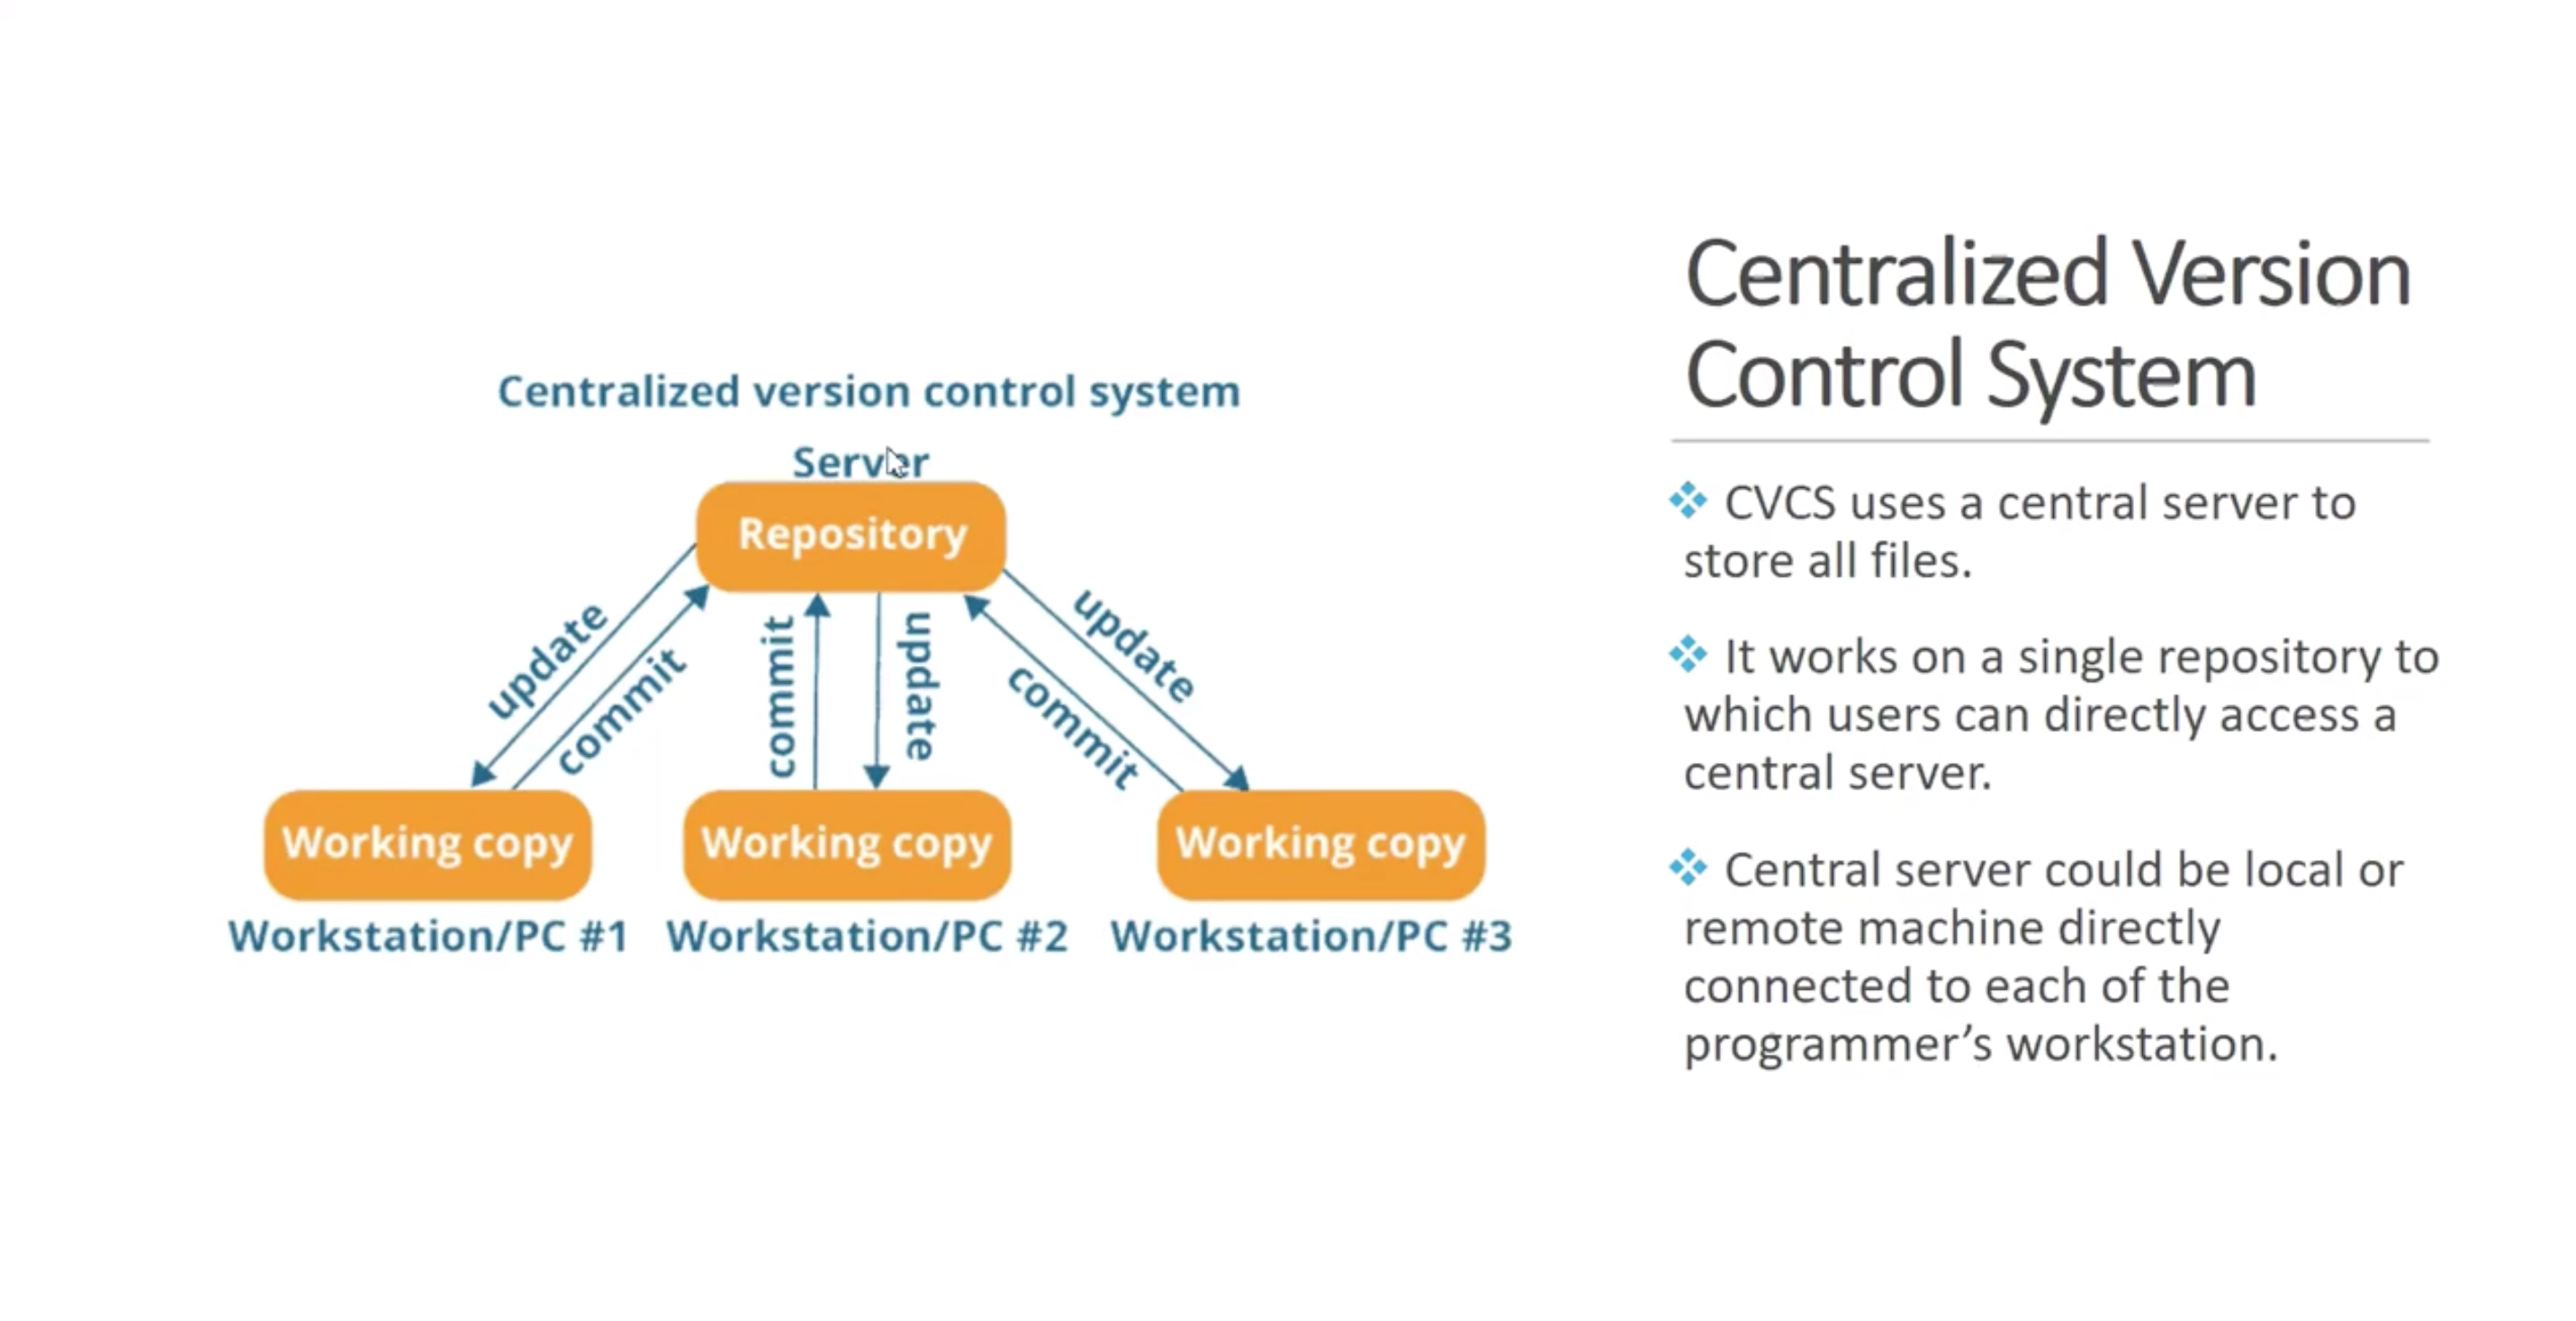 Centralized version control system
Server
Repository
update
commit
commit
update
commit
update
Working copy
Working copy
Working copy
Workstation/PC #1
Workstation/PC #2
Workstation/PC #3
Centralized Version
Control System
❖ CVCS uses a central server to
store all files.
❖ It works on a single repository to
which users can directly access a
central server.
❖ Central server could be local or
remote machine directly
connected to each of the
programmer’s workstation.